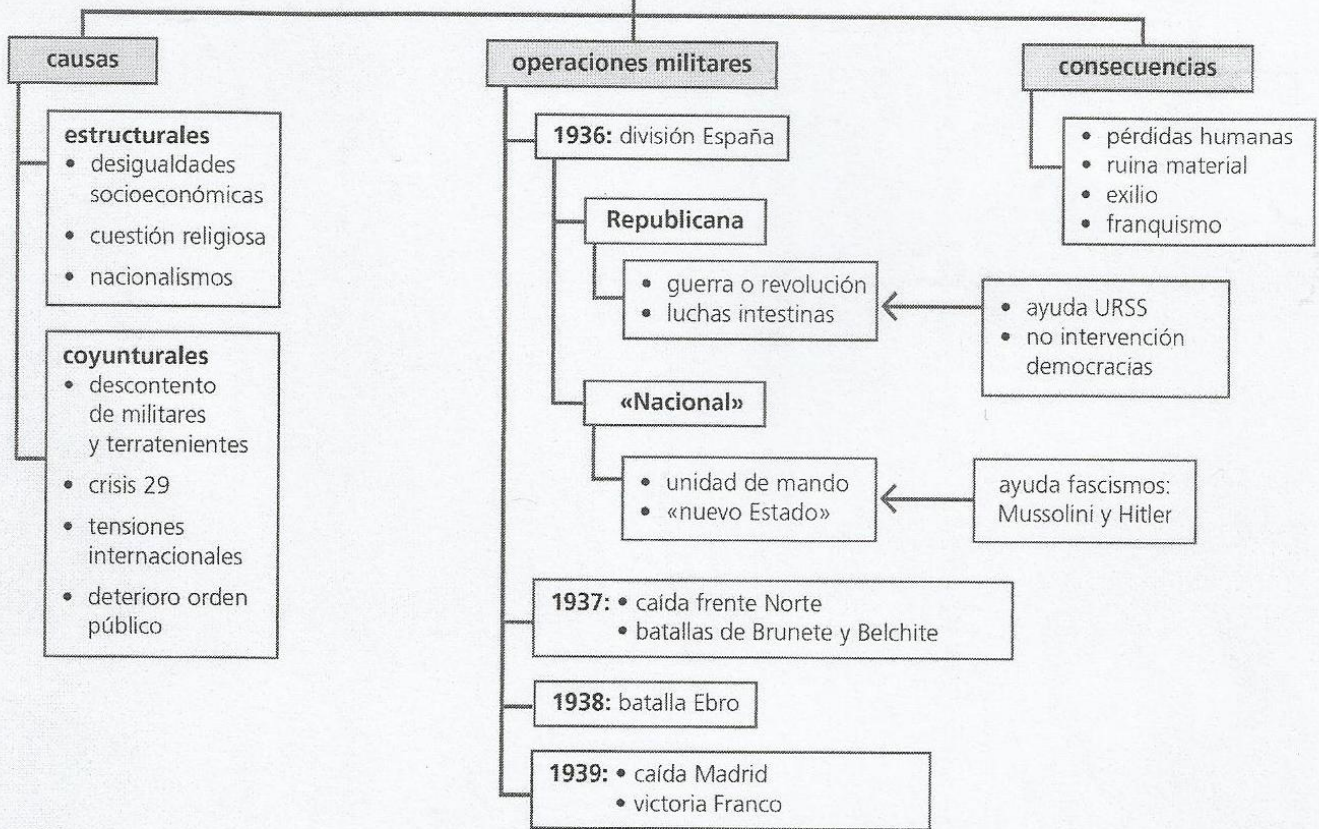 causas
estructurales
• desigualdades
socioeconómicas
• cuestión religiosa
• nacionalismos
coyunturales
• descontento
de militares
y terratenientes
• crisis 29
• tensiones
internacionales
• deterioro orden
público
operaciones militares
1936: división España
Republicana
• guerra o revolución
• luchas intestinas
• ayuda URSS
• no intervención
democracias
«Nacional»
• unidad de mando
• «nuevo Estado»
ayuda fascismos:
Mussolini y Hitler
1937: • caída frente Norte
• batallas de Brunete y Belchite
1938: batalla Ebro
1939: • caída Madrid
• victoria Franco
consecuencias
• pérdidas humanas
• ruina material
• exilio
• franquismo